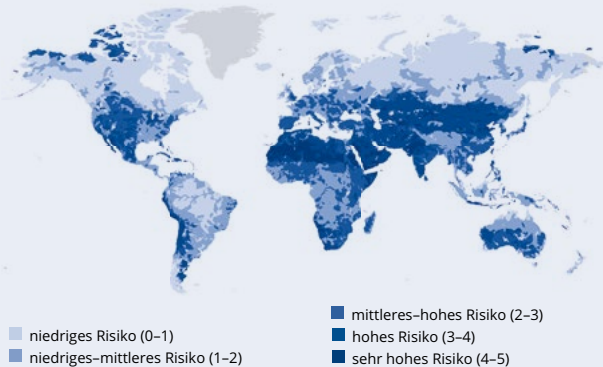 niedriges Risiko (0–1)
niedriges–mittleres Risiko (1–2)
mittleres–hohes Risiko (2–3)
hohes Risiko (3–4)
sehr hohes Risiko (4–5)